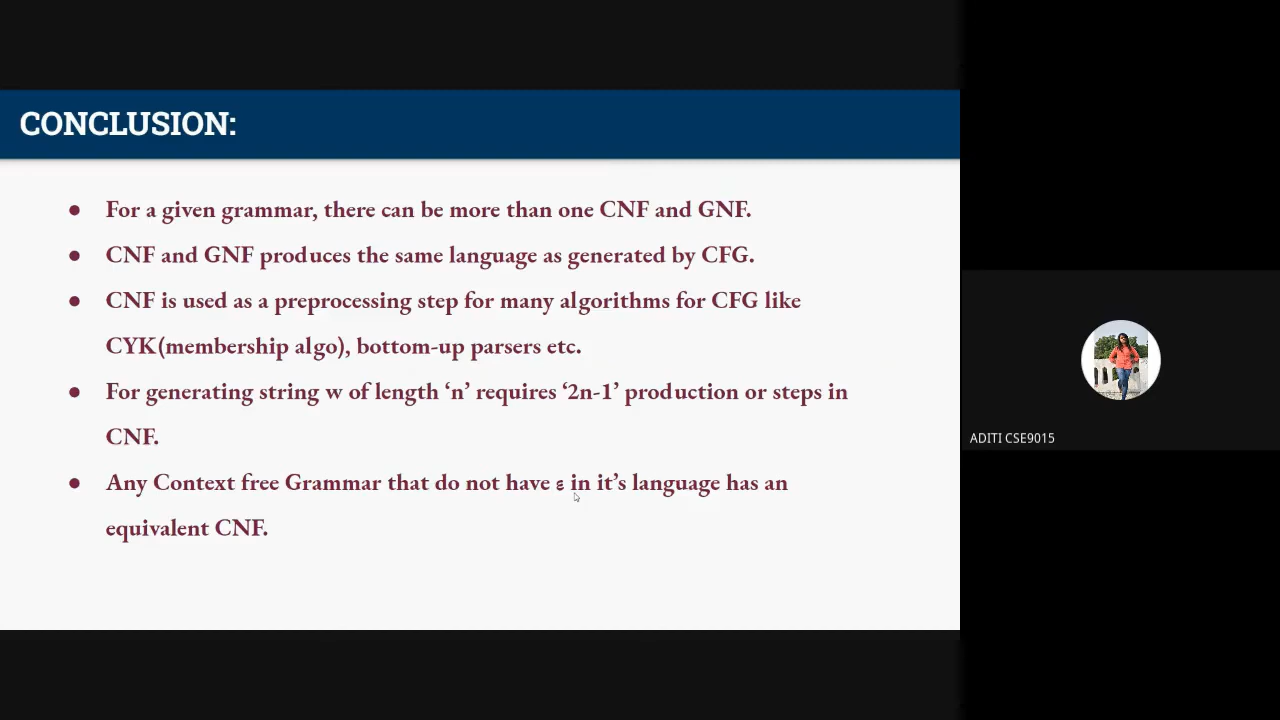 CONCLUSION:
● For a given grammar, there can be more than one CNF and GNF.
● CNF and GNF produces the same language as generated by CFG.
● CNF is used as a preprocessing step for many algorithms for CFG like
CYK(membership algo), bottom-up parsers etc.
● For generating string w of length ‘n’ requires ‘2n-1’ production or steps in
CNF.
● Any Context free Grammar that do not have ε in it’s language has an
equivalent CNF.
ADITI CSE9015